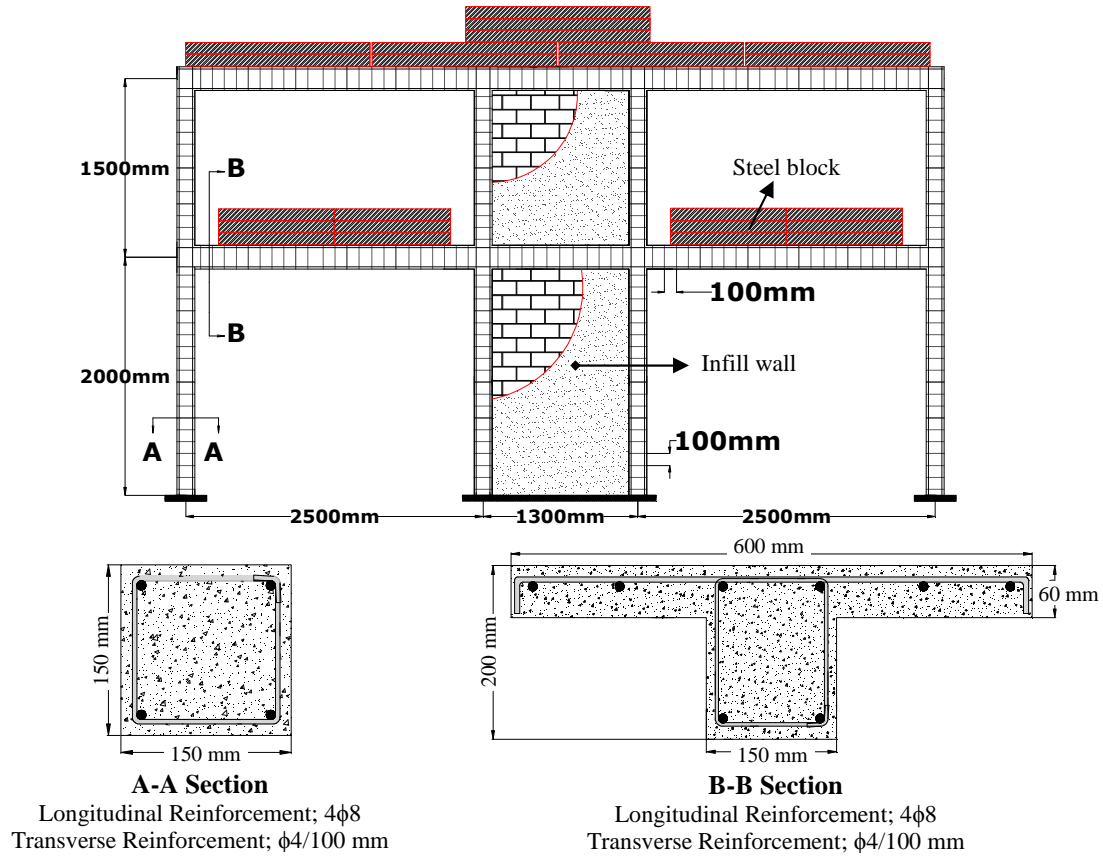 1500mm
B
Steel block
100mm
B
2000mm
Infill wall
A
A
100mm
2500mm
1300mm
2500mm
600 mm
60 mm
150 mm
200 mm
150 mm
150 mm
A-A Section
Longitudinal Reinforcement; 4ϕ8
Transverse Reinforcement; ϕ4/100 mm
B-B Section
Longitudinal Reinforcement; 4ϕ8
Transverse Reinforcement; ϕ4/100 mm